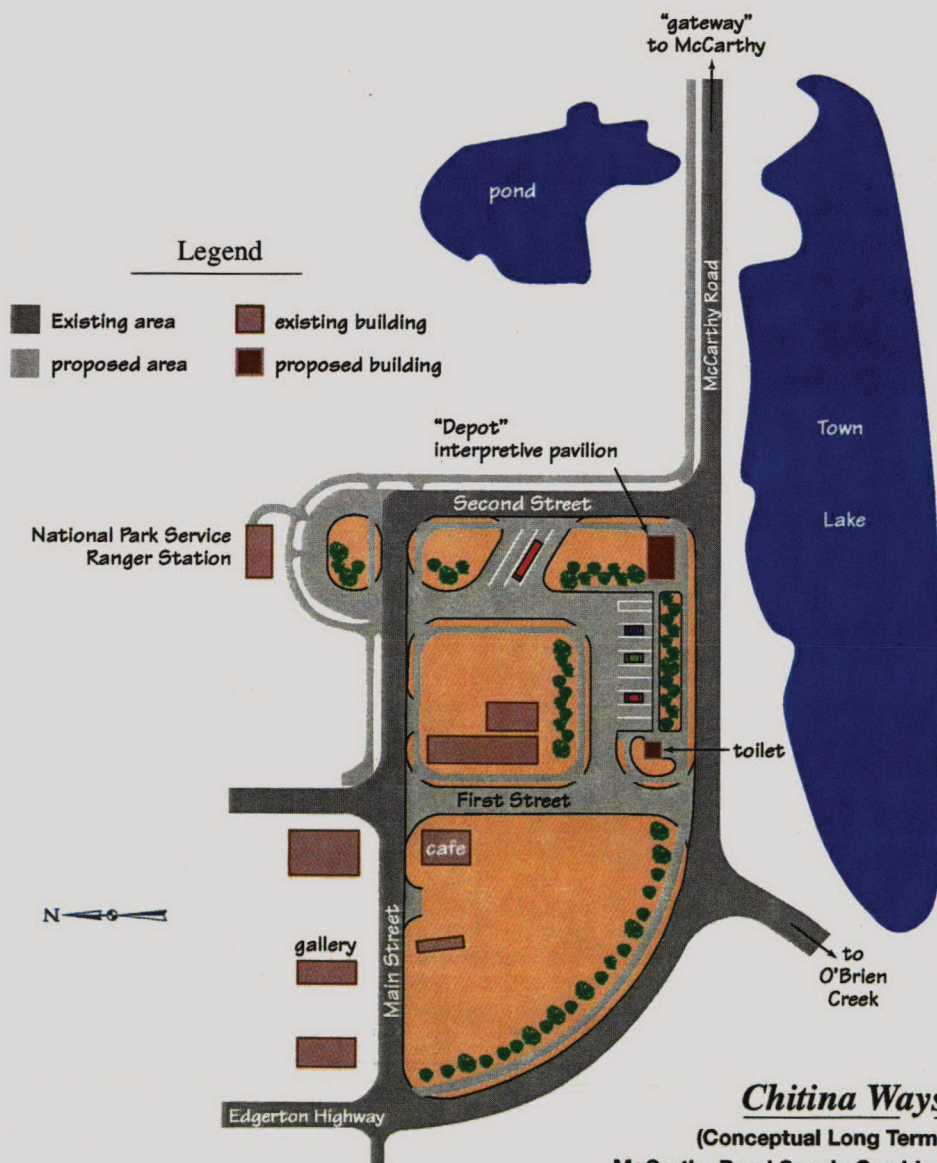 "gateway"
to McCarthy
pond
Legend
Existing area
existing building
proposed area
proposed building
McCarthy Road
"Depot"
interpretive pavilion
Town
Lake
Second Street
National Park Service
Ranger Station
toilet
First Street
cafe
N
gallery
Main Street
to
O'Brien
Creek
Edgerton Highway
Chitina Ways
(Conceptual Long Term